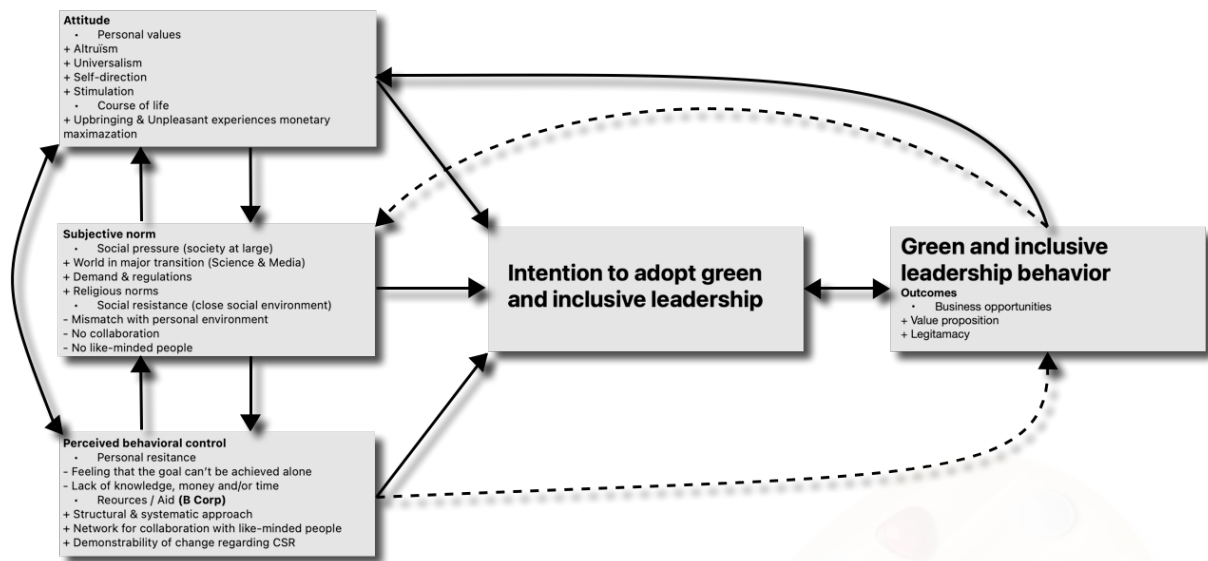 Attitude
• Personal values
+ Altruïsm
+ Universalism
+ Self-direction
+ Stimulation
• Course of life
+ Upbringing & Unpleasant experiences monetary
maximazation
Subjective norm
• Social pressure (society at large)
+ World in major transition (Science & Media)
+ Demand & regulations
+ Religious norms
• Social resistance (close social environment)
- Mismatch with personal environment
- No collaboration
- No like-minded people
Perceived behavioral control
• Personal resitance
- Feeling that the goal can't be achieved alone
- Lack of knowledge, money and/or time
• Reources / Aid (B Corp)
+ Structural & systematic approach
+ Network for collaboration with like-minded people
+ Demonstrability of change regarding CSR
Intention to adopt green
and inclusive leadership
Green and inclusive
leadership behavior
Outcomes
• Business opportunities
+ Value proposition
+ Legitamacy